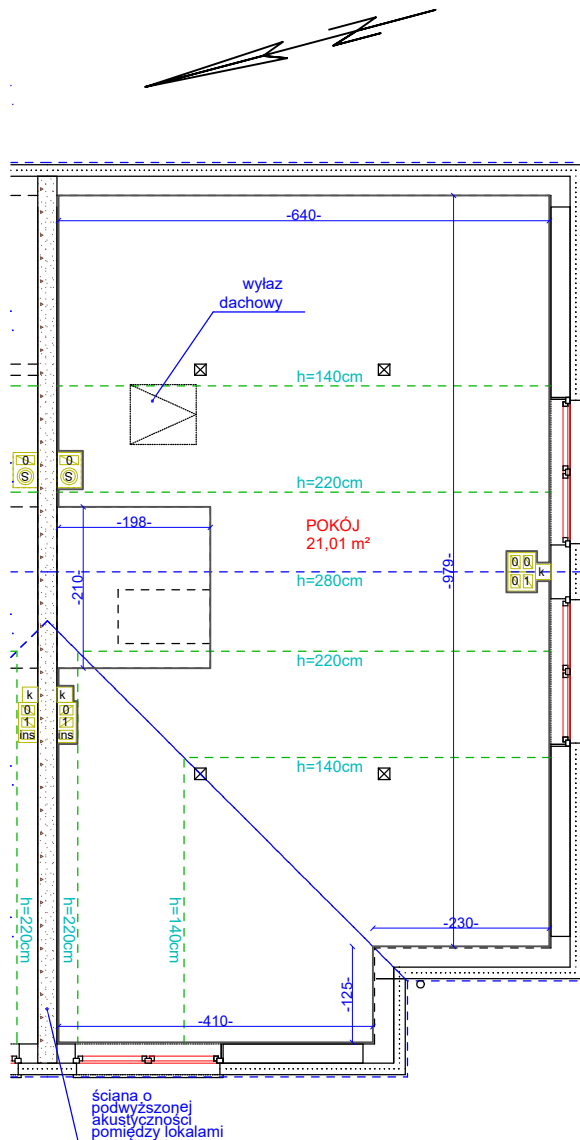 -640-
wyłaz
dachowy
h=140cm
0
S
0
S
h=220cm
-198-
POKÓJ
21,01 m²
-210-
-979-
0 0
k
0 1
h=280cm
h=220cm
k
k
0
1
ins
0
1
ins
h=140cm
h=220cm
h=220cm
h=140cm
-230-
-125-
-410-
ściana o
podwyższonej
akustyczności
pomiędzy lokalami